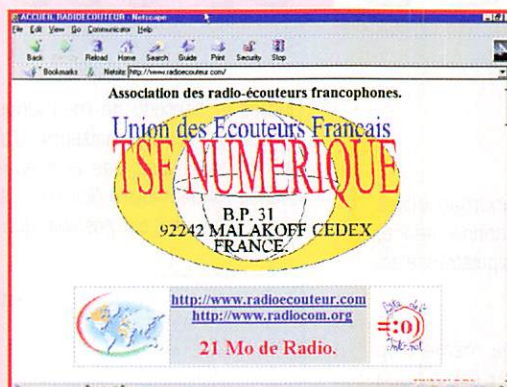 ACCUEIL RADIOECOUTEUR - Netscape
File Edit View Go Communicator Help
Back Reload Home Search Guide Print Security Stop
Bookmarks Netsite: http://www.radioecouteur.com/
Association des radio-écouteurs francophones.
Union des Ecouteurs Français
TSF NUMERIQUE
B.P. 31
92242 MALAKOFF CEDEX
FRANCE.
http://www.radioecouteur.com
http://www.radiocom.org
21 Mo de Radio.
=:o)
Internet